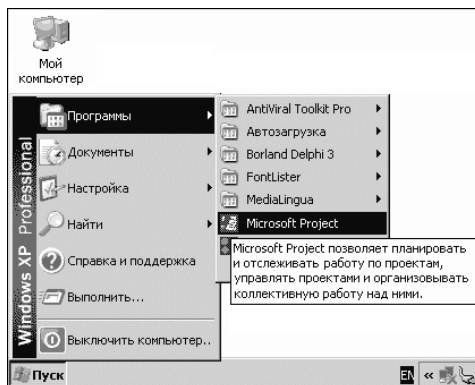 Мой
компьютер
Программы
Документы
Настройка
Найти
Справка и поддержка
Выполнить...
Выключить компьютер..
Windows XP Professional
AntiViral Toolkit Pro
Автозагрузка
Borland Delphi 3
FontLister
MediaLingua
Microsoft Project
Microsoft Project позволяет планировать
и отслеживать работу по проектам,
управлять проектами и организовывать
коллективную работу над ними.
Пуск
EN
«